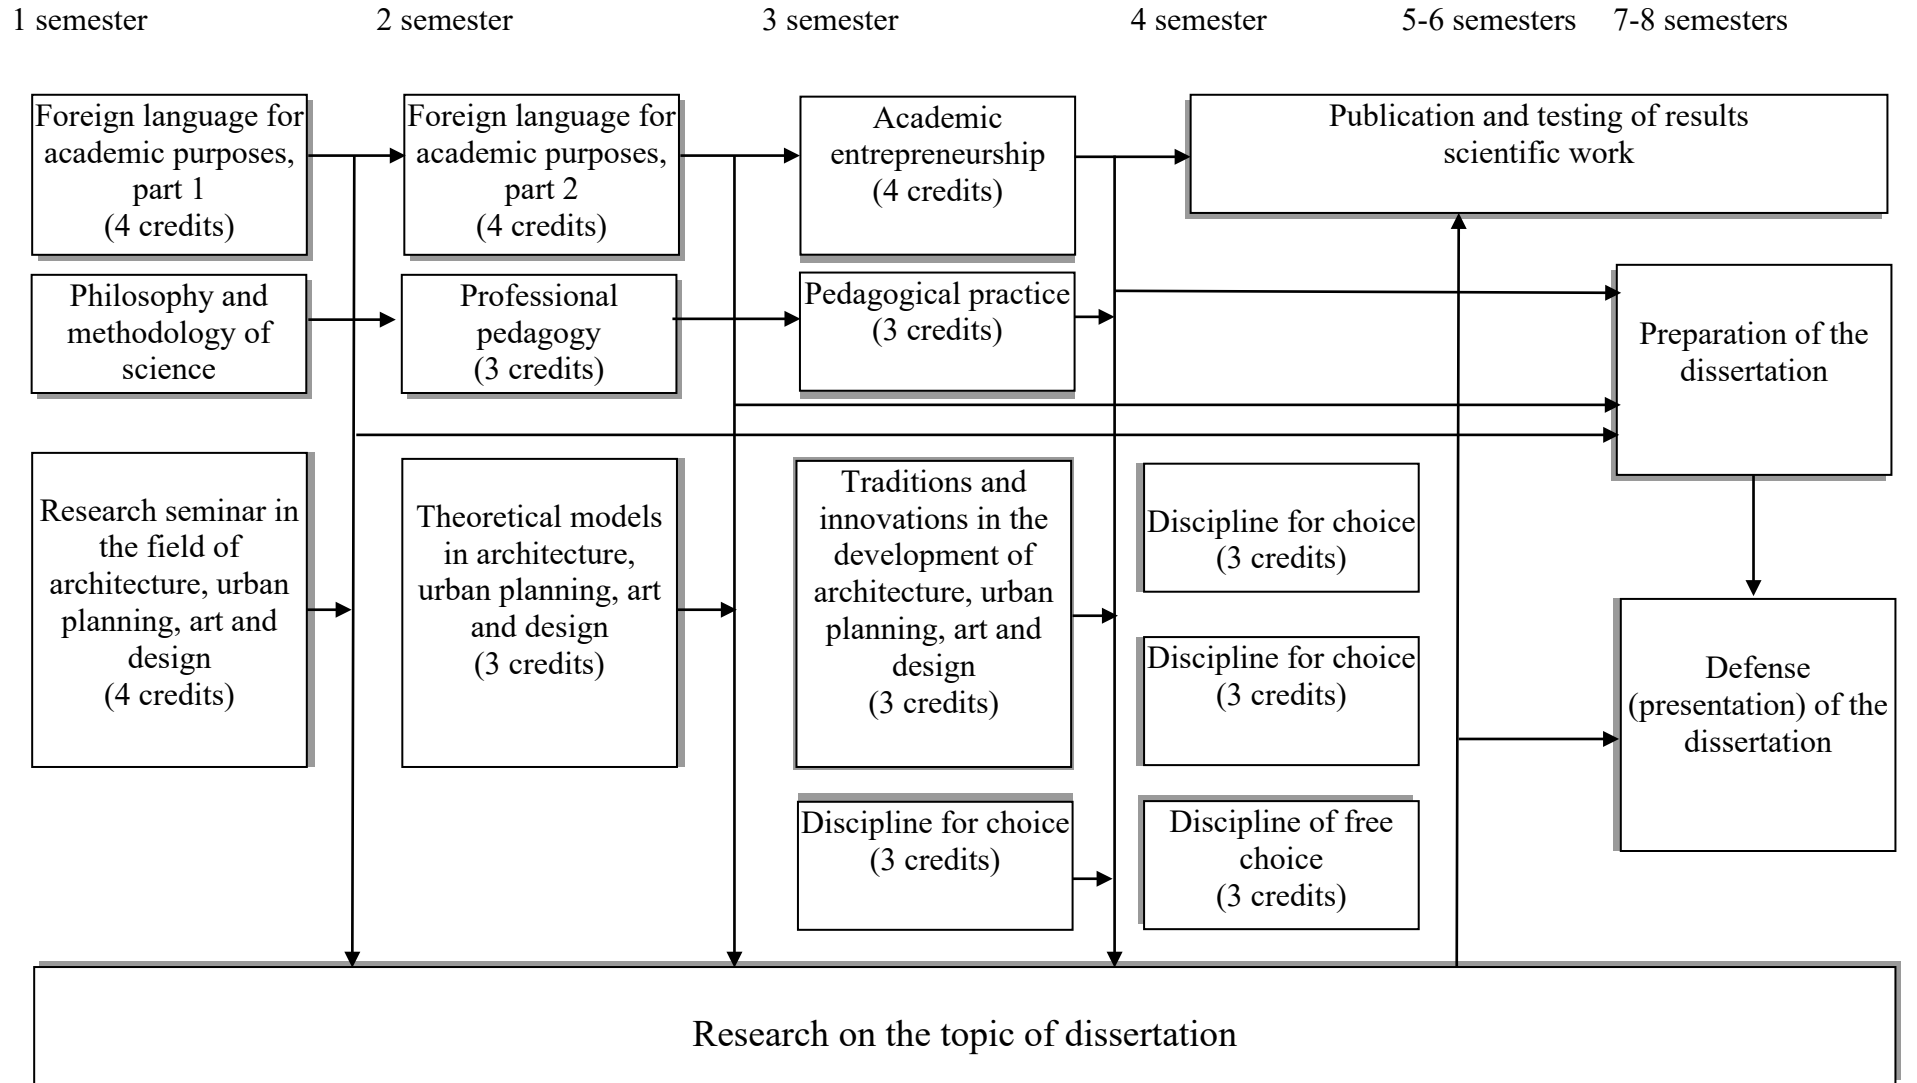 1 semester
2 semester
3 semester
4 semester
5-6 semesters
7-8 semesters
Foreign language for
academic purposes,
part 1
(4 credits)
Foreign language for
academic purposes,
part 2
(4 credits)
Academic
entrepreneurship
(4 credits)
Publication and testing of results
scientific work
Philosophy and
methodology of
science
Professional
pedagogy
(3 credits)
Pedagogical practice
(3 credits)
Preparation of the
dissertation
Research seminar in
the field of
architecture, urban
planning, art and
design
(4 credits)
Theoretical models
in architecture,
urban planning, art
and design
(3 credits)
Traditions and
innovations in the
development of
architecture, urban
planning, art and
design
(3 credits)
Discipline for choice
(3 credits)
Discipline for choice
(3 credits)
Defense
(presentation) of the
dissertation
Discipline for choice
(3 credits)
Discipline of free
choice
(3 credits)
Research on the topic of dissertation